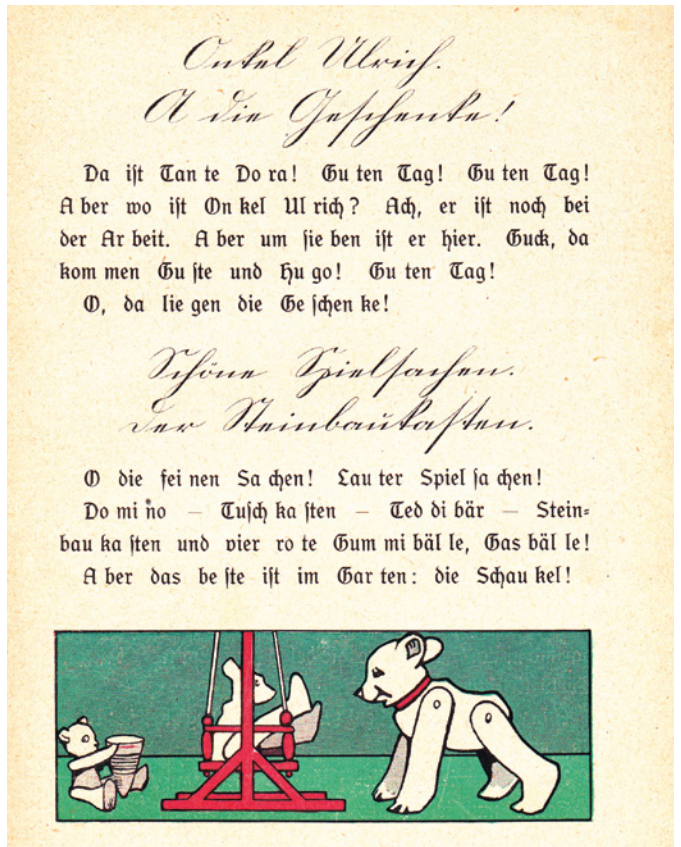 Onkel Ulrich.
A die Geschenke!
Da iſt Tan te Do ra! Gu ten Tag! Gu ten Tag!
A ber wo iſt On kel Ul rich? Ach, er iſt noch bei
der Ar beit. A ber um ſie ben iſt er hier. Guck, da
kom men Gu ſte und Hu go! Gu ten Tag!
O, da lie gen die Ge ſchen ke!
Schöne Spielſachen.
Der Steinbaukaſten.
O die fei nen Sa chen! Lau ter Spiel ſa chen!
Do mi no — Tuſch ka ſten — Ted di bär — Stein⸗
bau ka ſten und vier ro te Gum mi bäl le, Gas bäl le!
A ber das be ſte iſt im Gar ten: die Schau kel!